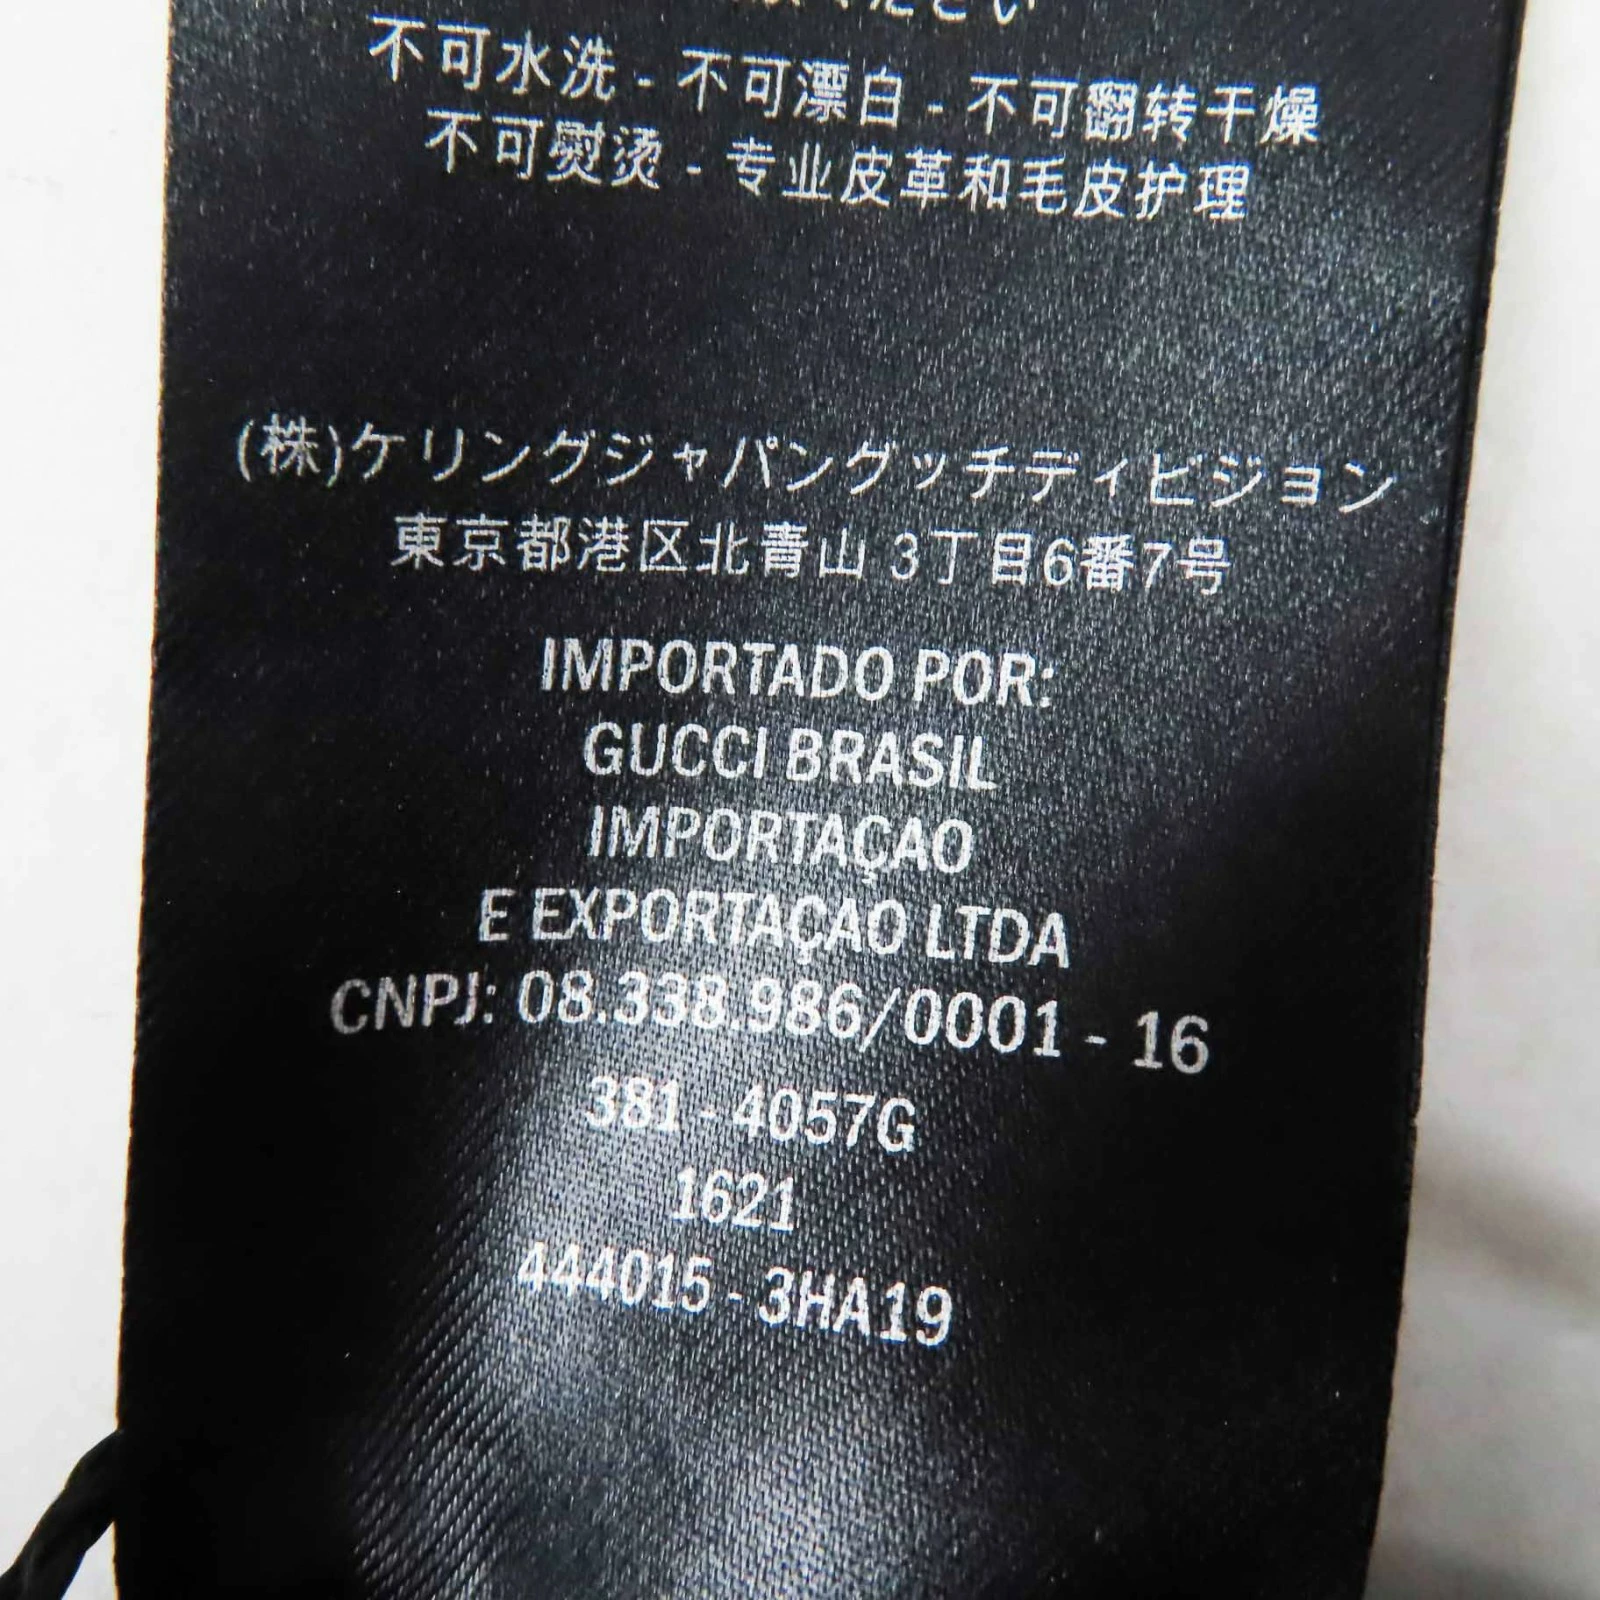 ください
不可水洗 - 不可漂白 - 不可翻转干燥
不可熨烫 - 专业皮革和毛皮护理
(株)ケリングジャパングッチディビジョン
東京都港区北青山 3丁目6番7号
IMPORTADO POR:
GUCCI BRASIL
IMPORTAÇAO
E EXPORTAÇAO LTDA
CNPJ: 08.338.986/0001 - 16
381 - 4057G
1621
444015 - 3HA19